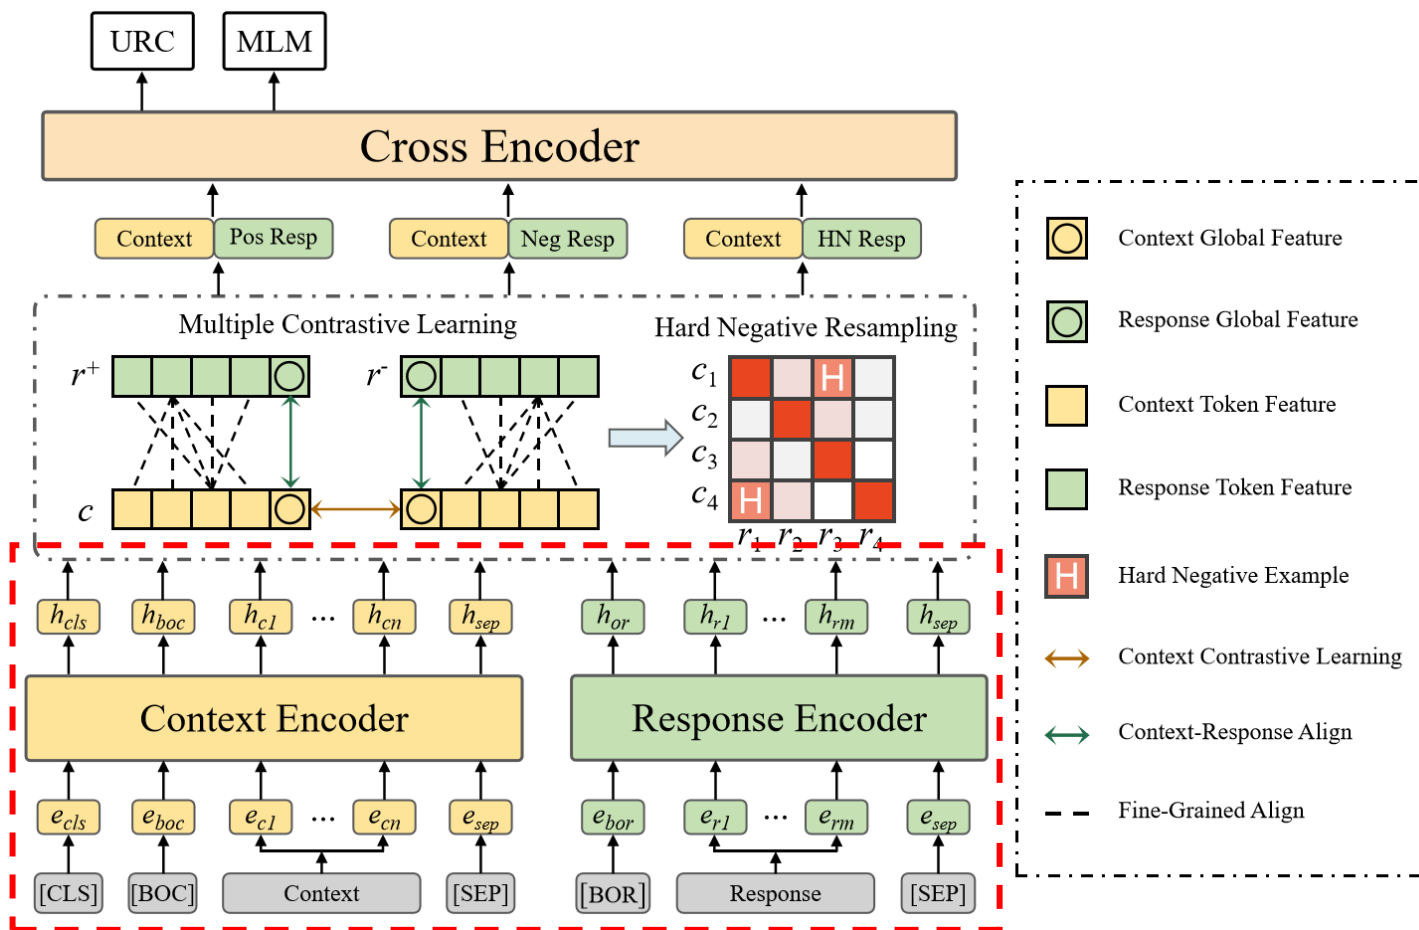 URC MLM
Cross Encoder
Context Pos Resp Context Neg Resp Context HN Resp
Multiple Contrastive Learning Hard Negative Resampling
r+ r-
c
c1
c2
c3
c4
r1 r2 r3 r4
H
H
hcls hboc hc1 ... hcn hsep hor hr1 ... hrm hsep
Context Encoder Response Encoder
ecls eboc ec1 ... ecn esep ebor er1 ... erm esep
[CLS] [BOC] Context [SEP] [BOR] Response [SEP]
Context Global Feature
Response Global Feature
Context Token Feature
Response Token Feature
H Hard Negative Example
Context Contrastive Learning
Context-Response Align
Fine-Grained Align